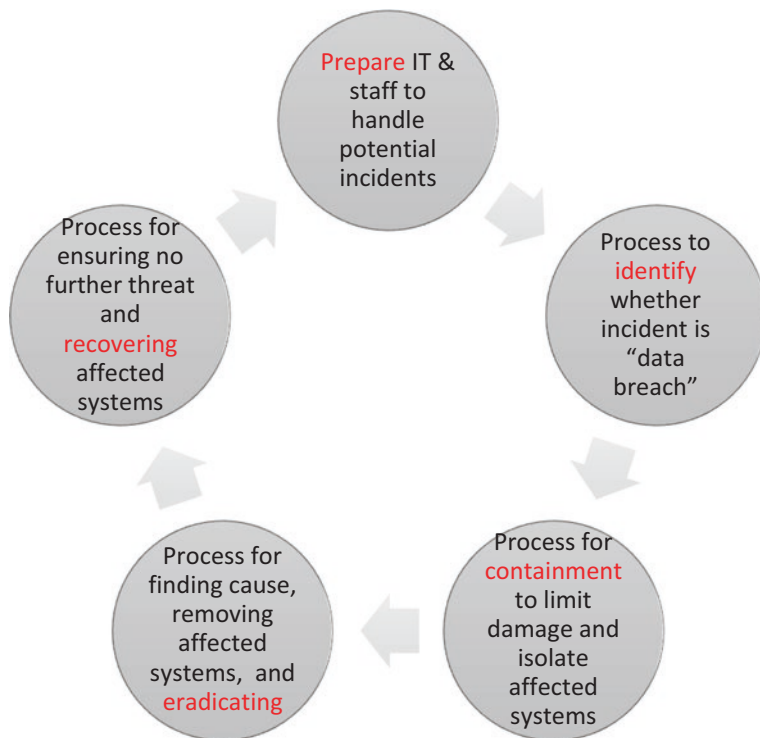 Prepare IT &
staff to
handle
potential
incidents
Process to
identify
whether
incident is
“data
breach”
Process for
containment
to limit
damage and
isolate
affected
systems
Process for
finding cause,
removing
affected
systems, and
eradicating
Process for
ensuring no
further threat
and
recovering
affected
systems